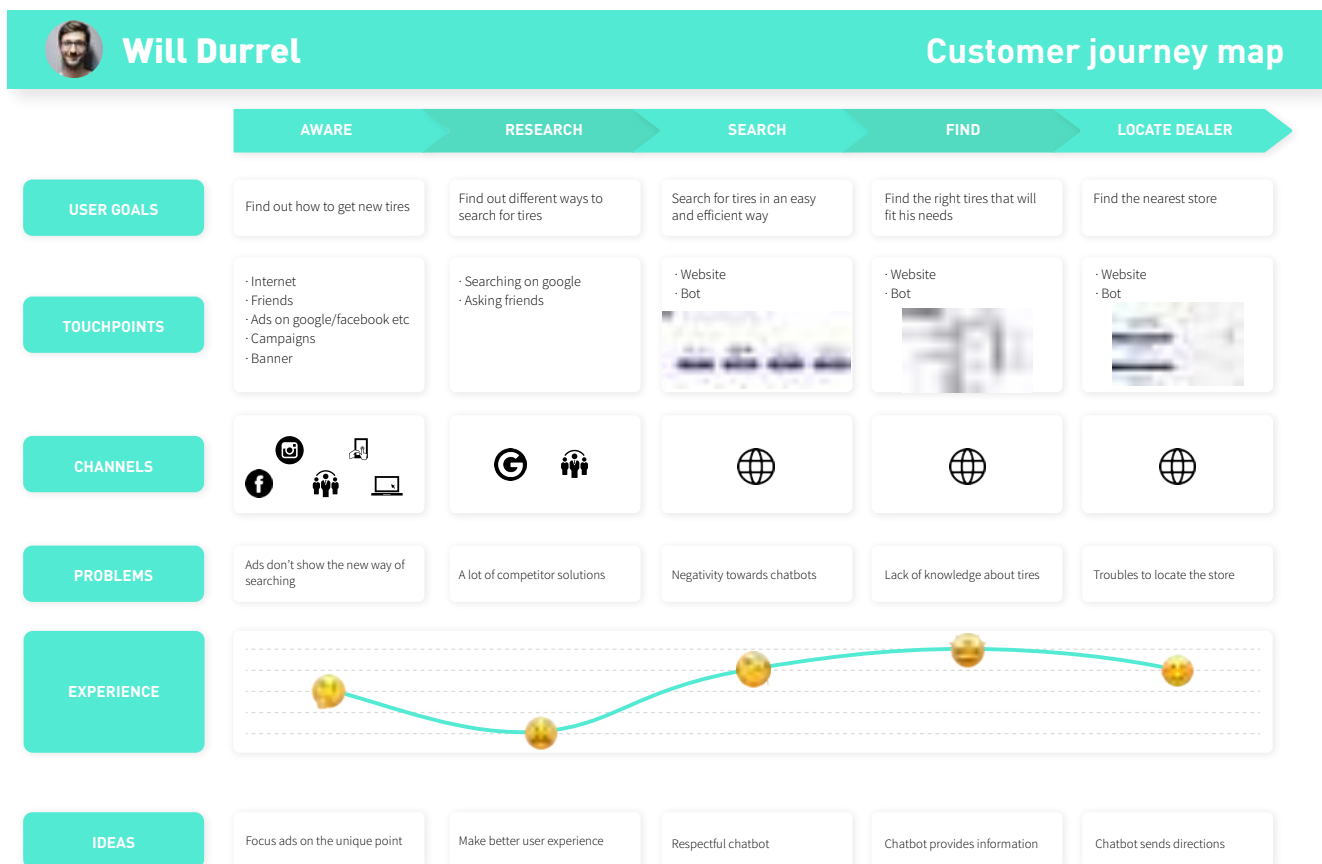 Will Durrel
Customer journey map
AWARE
RESEARCH
SEARCH
FIND
LOCATE DEALER
USER GOALS
Find out how to get new tires
Find out different ways to
search for tires
Search for tires in an easy
and efficient way
Find the right tires that will
fit his needs
Find the nearest store
TOUCHPOINTS
· Internet
· Friends
· Ads on google/facebook etc
· Campaigns
· Banner
· Searching on google
· Asking friends
· Website
· Bot
· Website
· Bot
· Website
· Bot
CHANNELS
PROBLEMS
Ads don’t show the new way of
searching
A lot of competitor solutions
Negativity towards chatbots
Lack of knowledge about tires
Troubles to locate the store
EXPERIENCE
IDEAS
Focus ads on the unique point
Make better user experience
Respectful chatbot
Chatbot provides information
Chatbot sends directions